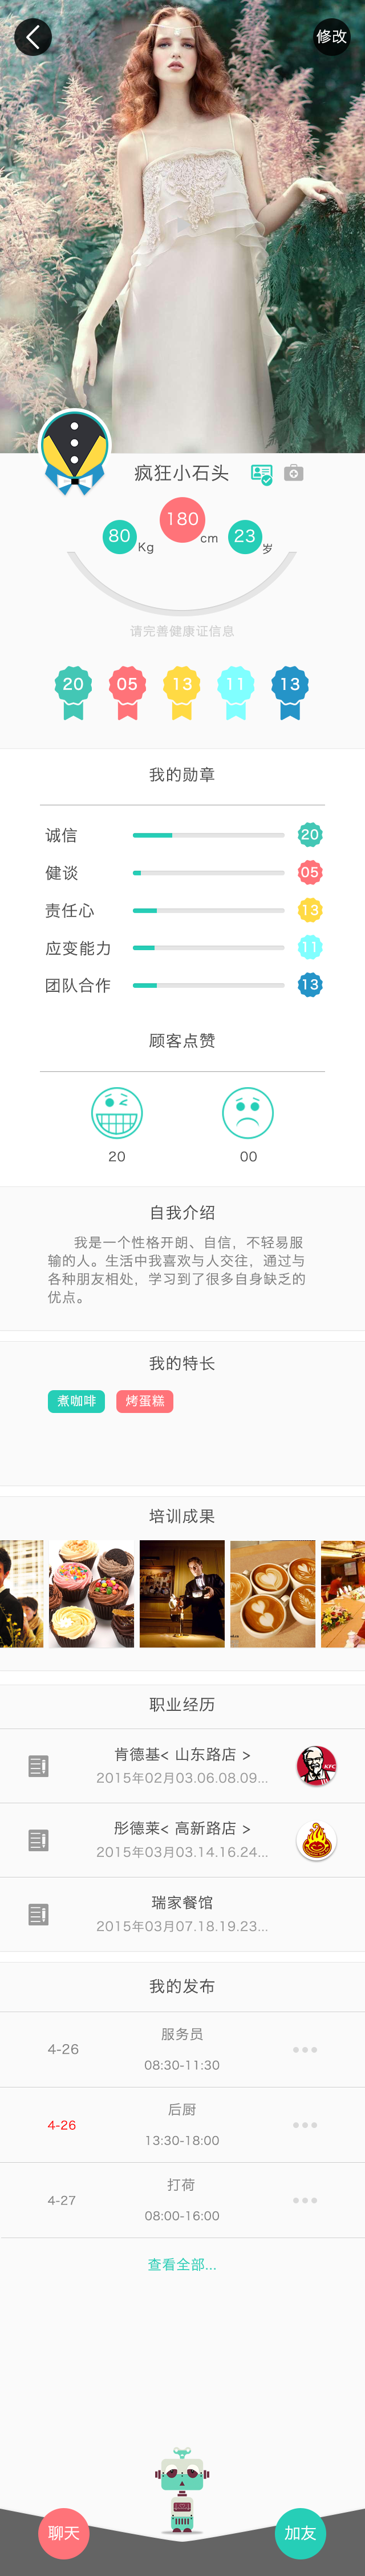 修改
疯狂小石头
80 Kg 180 cm 23 岁
请完善健康证信息
20 05 13 11 13
我的勋章
诚信 20
健谈 05
责任心 13
应变能力 11
团队合作 13
顾客点赞
20 00
自我介绍
我是一个性格开朗、自信，不轻易服
输的人。生活中我喜欢与人交往，通过与
各种朋友相处，学习到了很多自身缺乏的
优点。
我的特长
煮咖啡 烤蛋糕
培训成果
职业经历
肯德基< 山东路店 >
2015年02月03.06.08.09...
KFC
彤德莱< 高新路店 >
2015年03月03.14.16.24...
瑞家餐馆
2015年03月07.18.19.23...
我的发布
服务员
4-26
08:30-11:30
后厨
4-26
13:30-18:00
打荷
4-27
08:00-16:00
查看全部...
聊天 加友